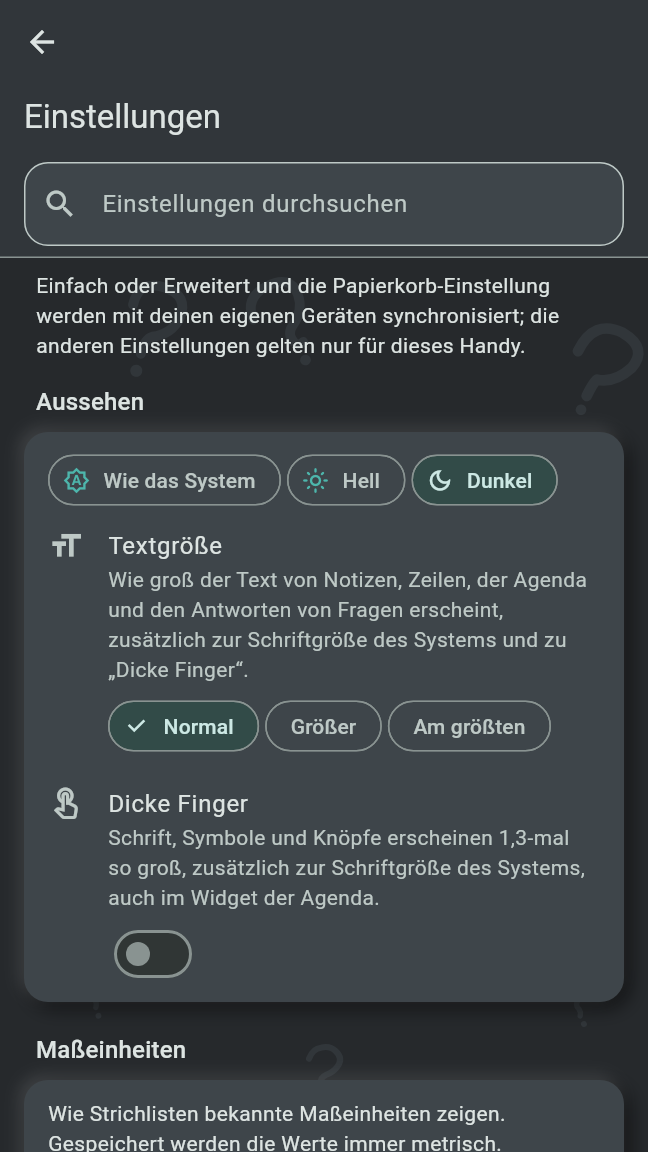 Einstellungen
Einstellungen durchsuchen
Einfach oder Erweitert und die Papierkorb-Einstellung
werden mit deinen eigenen Geräten synchronisiert; die
anderen Einstellungen gelten nur für dieses Handy.
Aussehen
Wie das System
Hell
Dunkel
Textgröße
Wie groß der Text von Notizen, Zeilen, der Agenda
und den Antworten von Fragen erscheint,
zusätzlich zur Schriftgröße des Systems und zu
„Dicke Finger“.
Normal
Größer
Am größten
Dicke Finger
Schrift, Symbole und Knöpfe erscheinen 1,3-mal
so groß, zusätzlich zur Schriftgröße des Systems,
auch im Widget der Agenda.
Maßeinheiten
Wie Strichlisten bekannte Maßeinheiten zeigen.
Gespeichert werden die Werte immer metrisch.